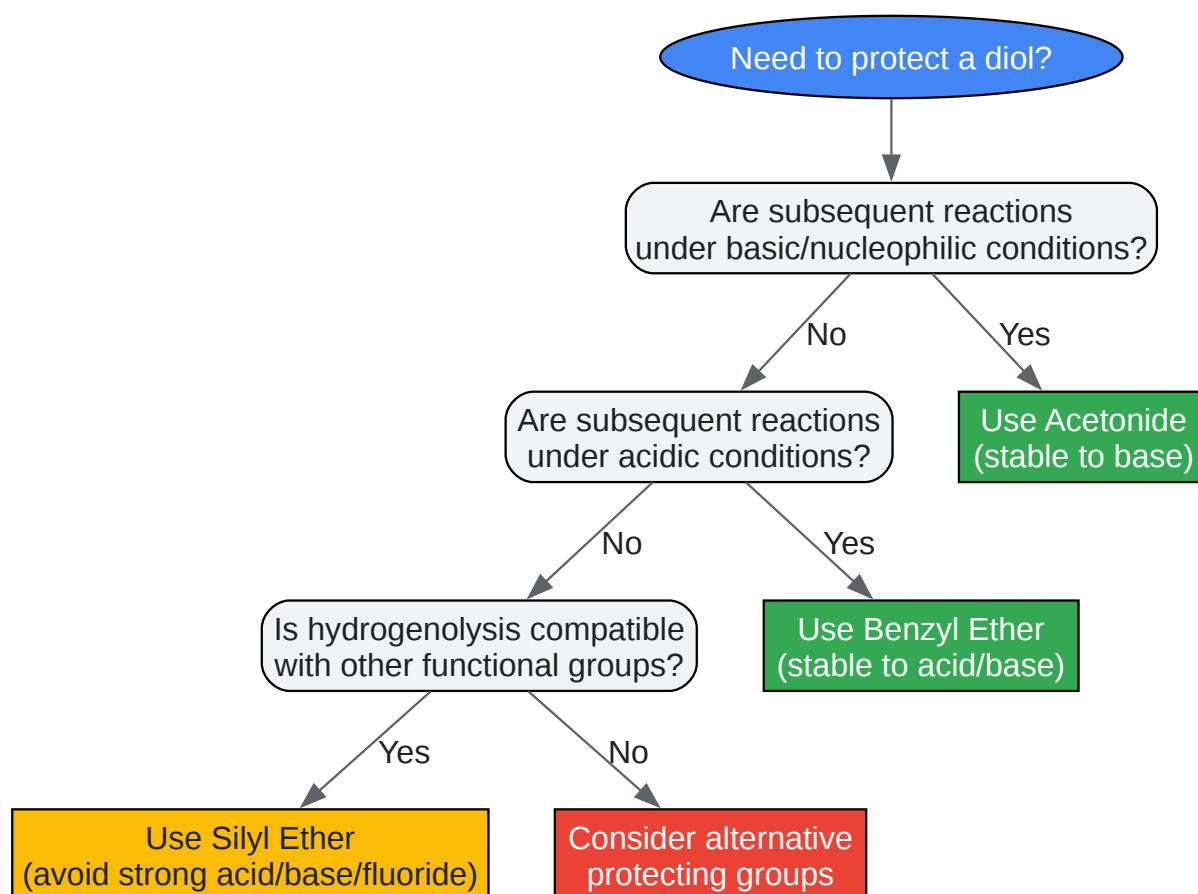 Need to protect a diol?
Are subsequent reactions
under basic/nucleophilic conditions?
No
Yes
Are subsequent reactions
under acidic conditions?
Use Acetonide
(stable to base)
No
Yes
Is hydrogenolysis compatible
with other functional groups?
Use Benzyl Ether
(stable to acid/base)
Yes
No
Use Silyl Ether
(avoid strong acid/base/fluoride)
Consider alternative
protecting groups